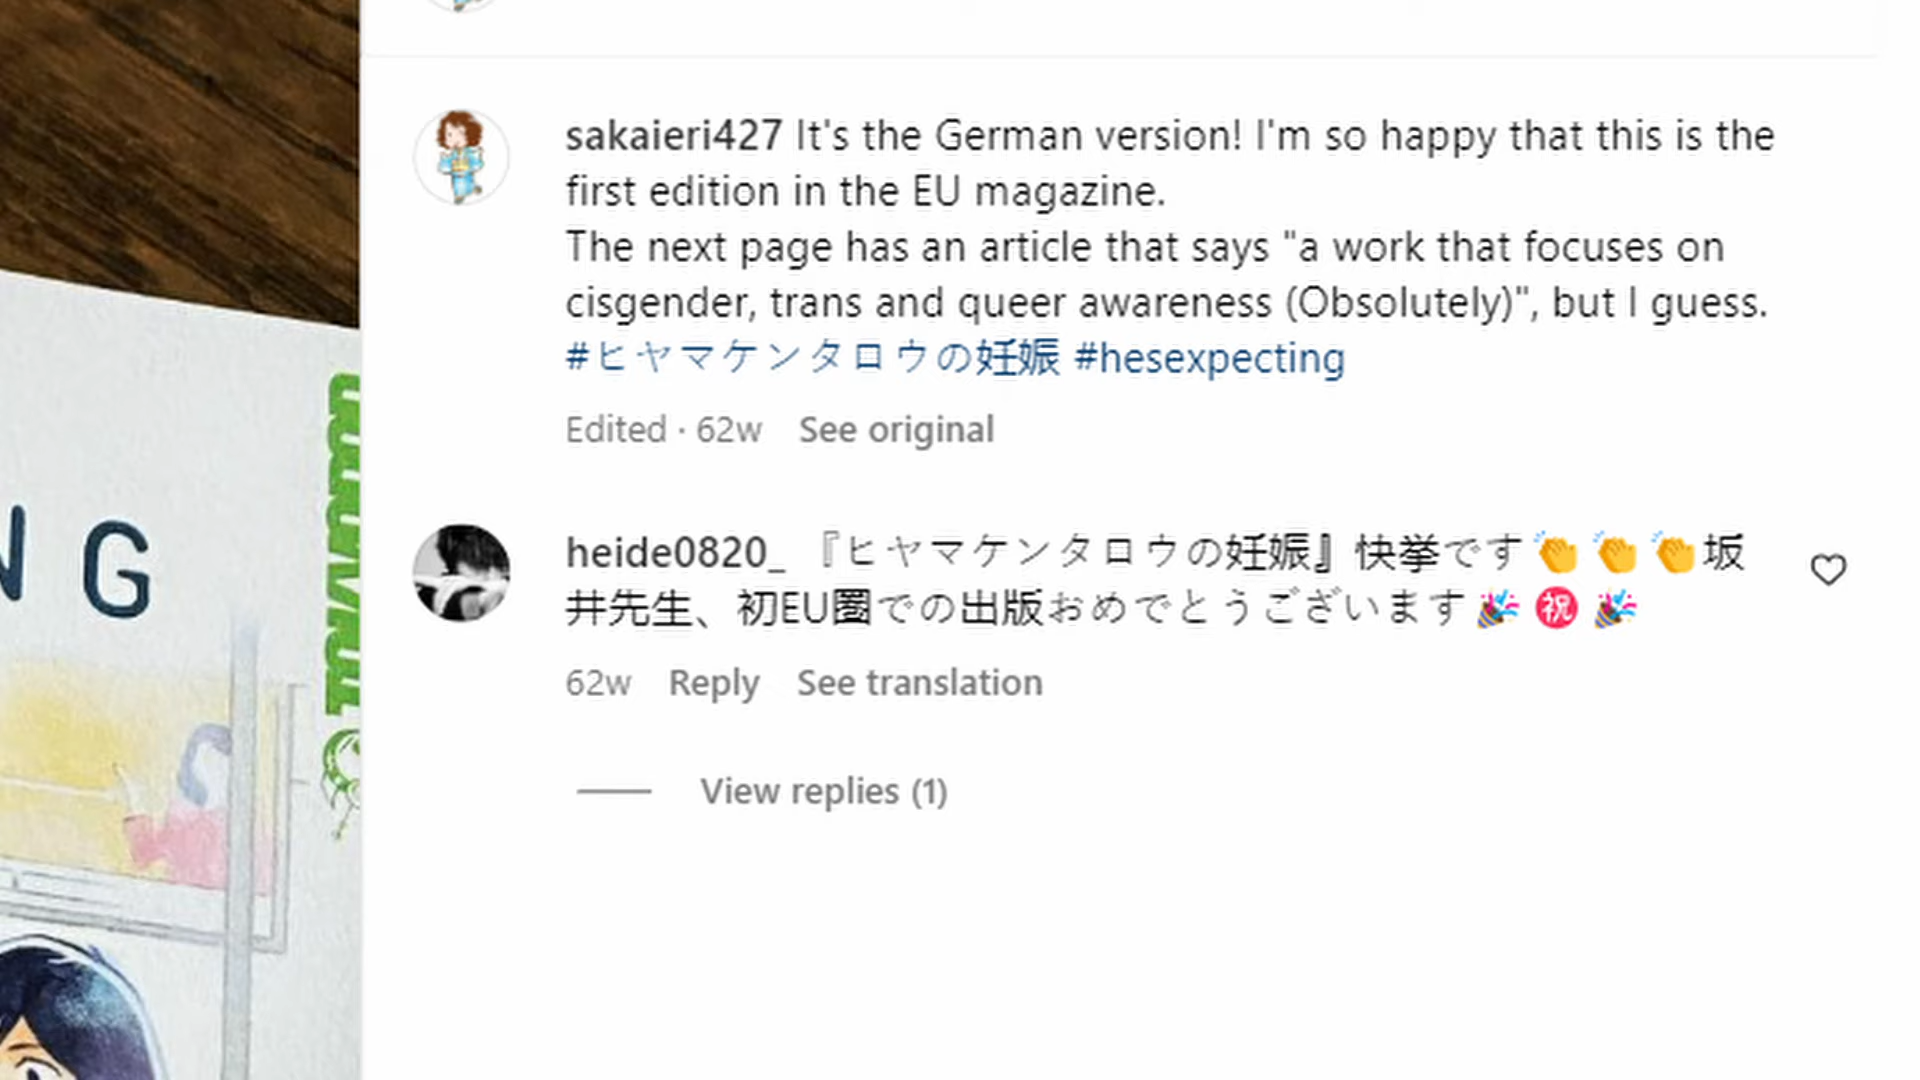 sakaieri427 It's the German version! I'm so happy that this is the
first edition in the EU magazine.
The next page has an article that says "a work that focuses on
cisgender, trans and queer awareness (Obsolutely)", but I guess.
#ヒヤマケンタロウの妊娠 #hesexpecting
Edited · 62w See original
heide0820_ 『ヒヤマケンタロウの妊娠』快挙です👏👏👏坂
井先生、初EU圏での出版おめでとうございます🎉㊗️🎉
62w Reply See translation
View replies (1)
NG